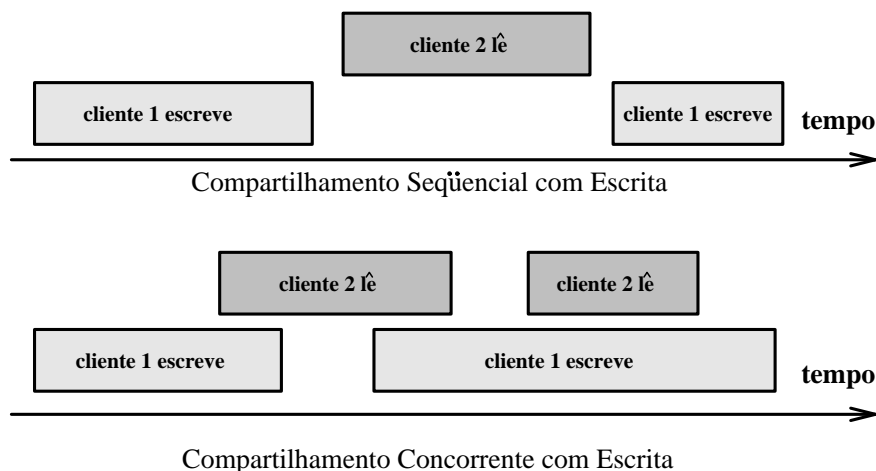 cliente 2 lê
cliente 1 escreve
cliente 1 escreve
tempo
Compartilhamento Seqüencial com Escrita
cliente 2 lê
cliente 2 lê
cliente 1 escreve
cliente 1 escreve
tempo
Compartilhamento Concorrente com Escrita